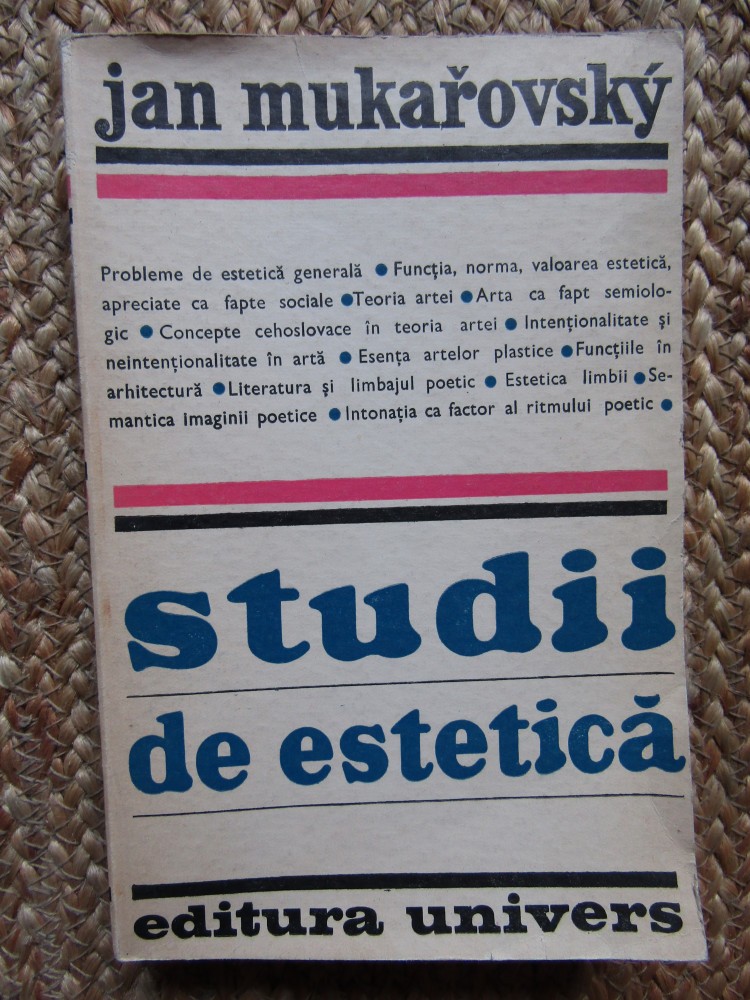 jan mukařovský
Probleme de estetică generală ● Funcția, norma, valoarea estetică,
apreciate ca fapte sociale ● Teoria artei ● Arta ca fapt semiolo-
gic ● Concepte cehoslovace în teoria artei ● Intenționalitate și
neintenționalitate în artă ● Esența artelor plastice ● Funcțiile în
arhitectură ● Literatura și limbajul poetic ● Estetica limbii ● Se-
mantica imaginii poetice ● Intonația ca factor al ritmului poetic ●
studii
de estetică
editura univers